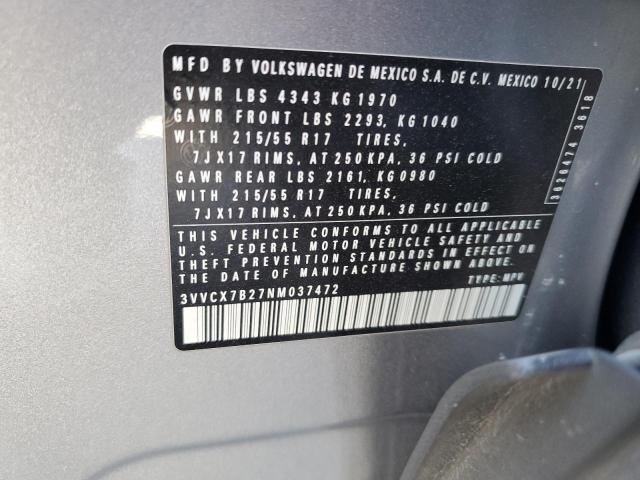 MFD BY VOLKSWAGEN DE MEXICO S.A. DE C.V. MEXICO 10/21
GVWR LBS 4343 KG 1970
GAWR FRONT LBS 2293, KG 1040
WITH 215/55 R17 TIRES,
7JX17 RIMS, AT 250 KPA, 36 PSI COLD
GAWR REAR LBS 2161, KG 0980
WITH 215/55 R17 TIRES,
7JX17 RIMS, AT 250 KPA, 36 PSI COLD
THIS VEHICLE CONFORMS TO ALL APPLICABLE
U.S. FEDERAL MOTOR VEHICLE SAFETY AND
THEFT PREVENTION STANDARDS IN EFFECT ON
THE DATE OF MANUFACTURE SHOWN ABOVE
3VVCX7B27NM037472 TYPE: MPV
3026474 3618